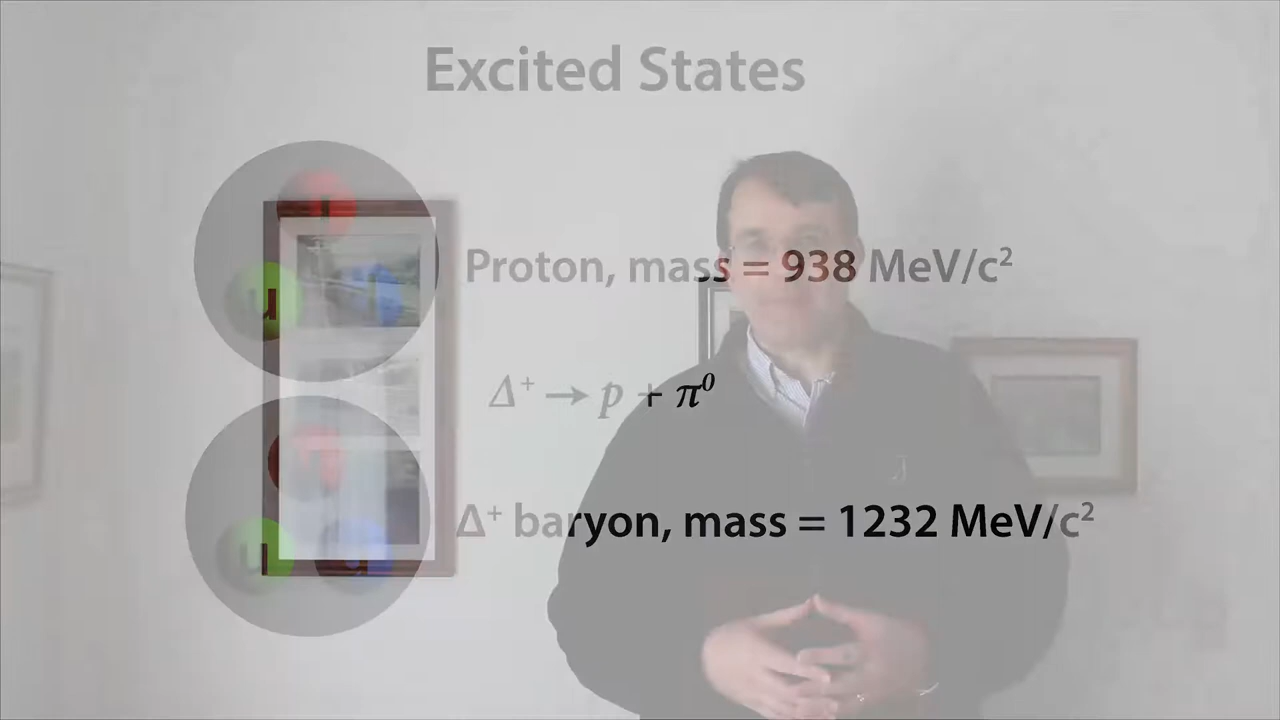 Excited States
u
Proton, mass = 938 MeV/c²
u
Δ⁺ → p + π⁰
Δ⁺ baryon, mass = 1232 MeV/c²
u